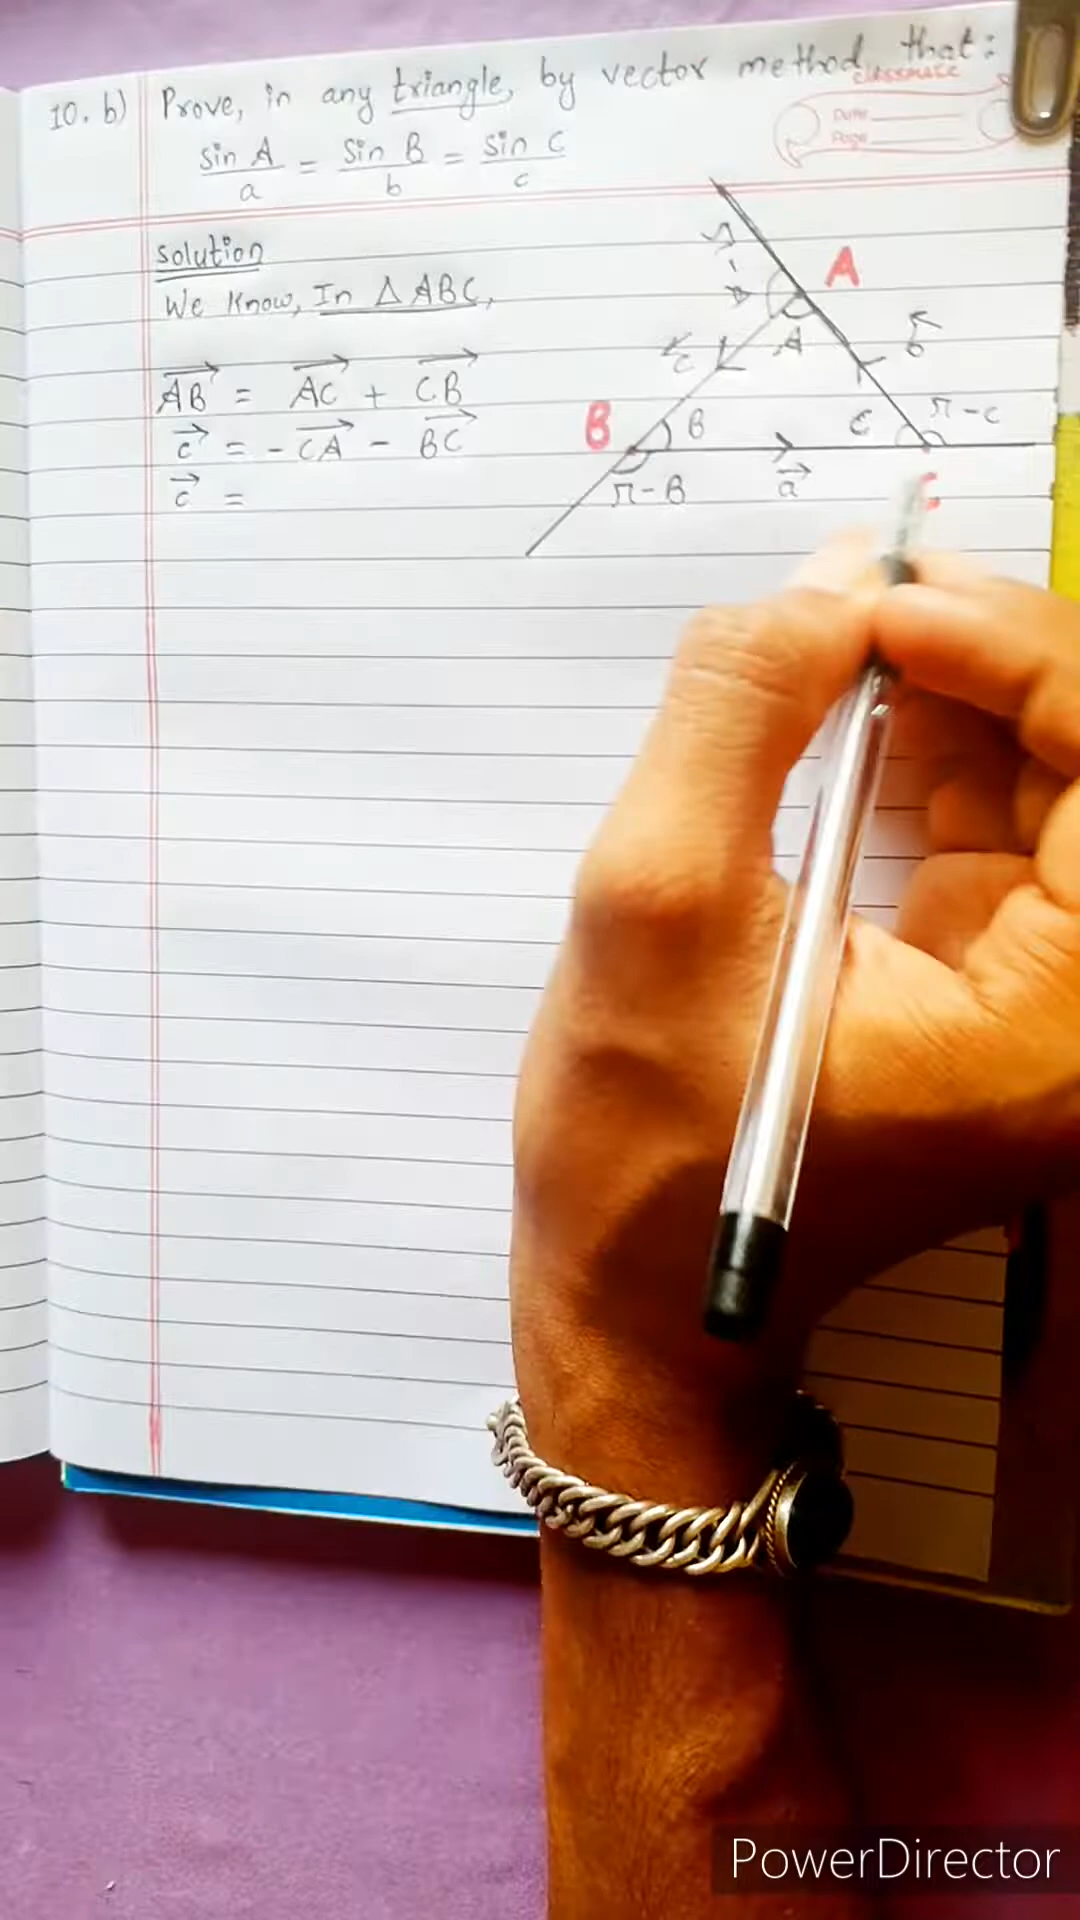 10. b) Prove, in any triangle, by vector method that:
classmate
Date
Page
sin A / a = sin B / b = sin C / c
solution
We Know, In △ABC,
AB→ = AC→ + CB→
c→ = - CA→ - BC→
c→ =
A
π-A
A
c→
b→
B
B
C
π-C
π-B
a→
C
PowerDirector